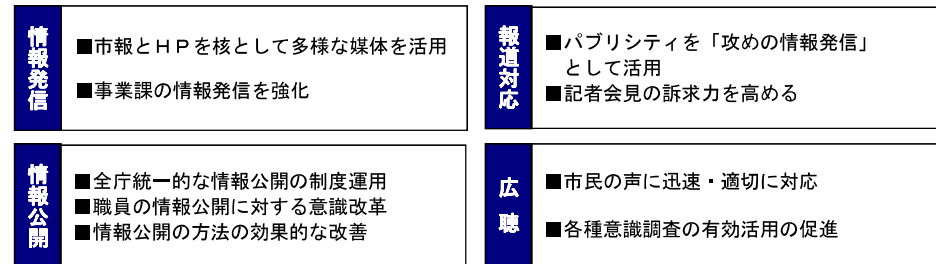 情報発信
■市報とHPを核として多様な媒体を活用
■事業課の情報発信を強化
報道対応
■パブリシティを「攻めの情報発信」
として活用
■記者会見の訴求力を高める
情報公開
■全庁統一的な情報公開の制度運用
■職員の情報公開に対する意識改革
■情報公開の方法の効果的な改善
広聴
■市民の声に迅速・適切に対応
■各種意識調査の有効活用の促進